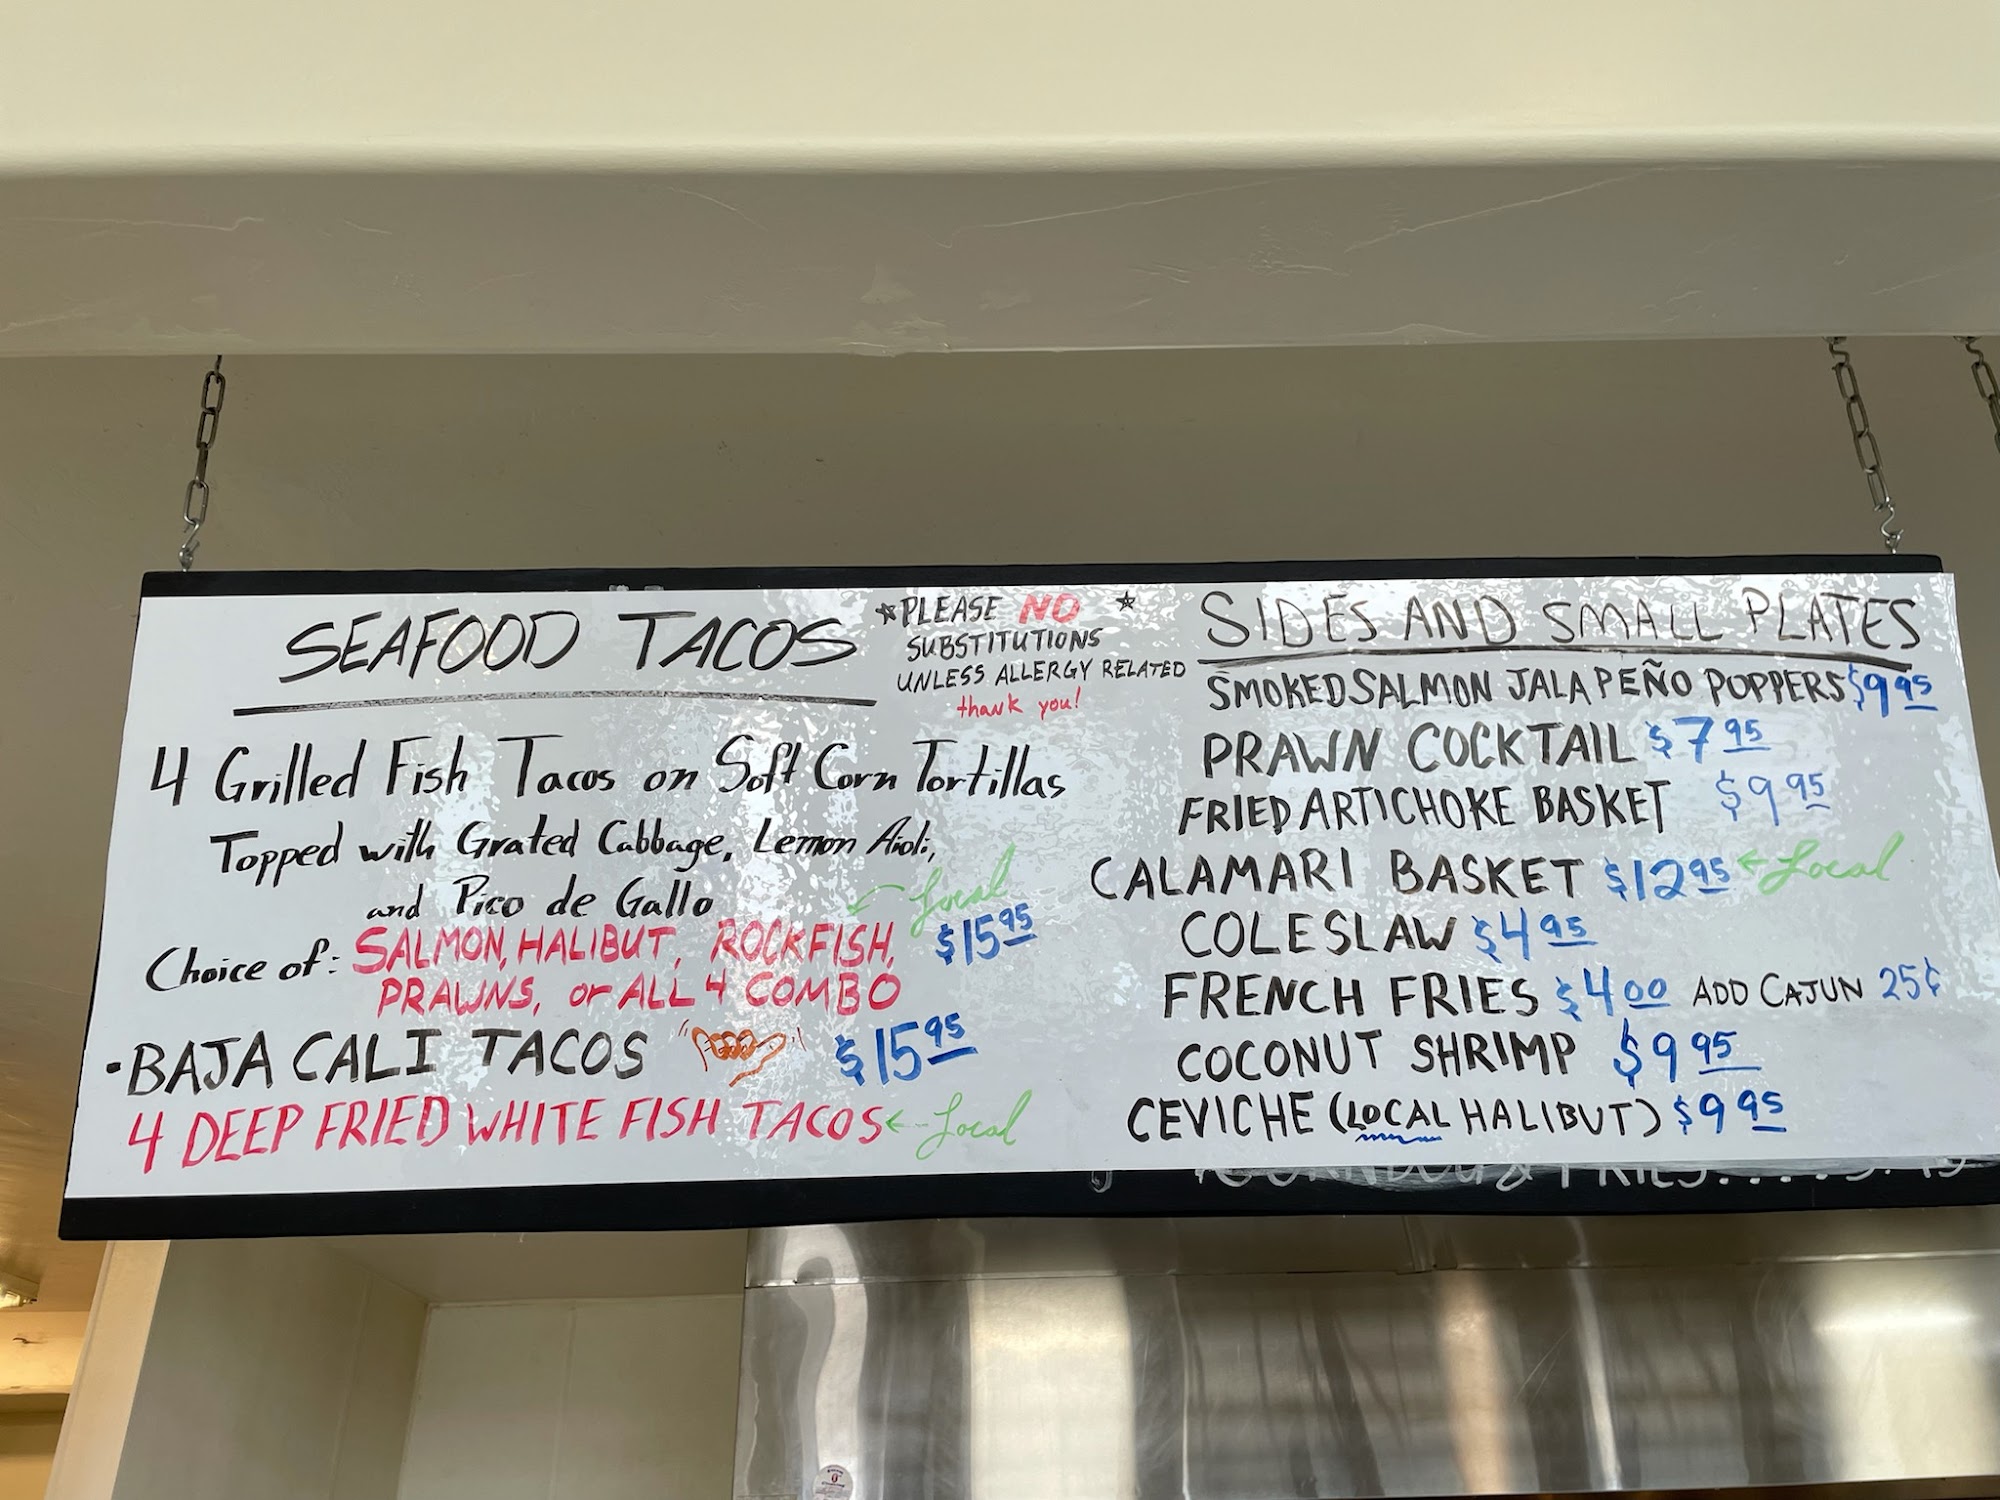 SEAFOOD TACOS
*PLEASE NO *
SUBSTITUTIONS
UNLESS ALLERGY RELATED
thank you!
4 Grilled Fish Tacos on Soft Corn Tortillas
Topped with Grated Cabbage, Lemon Aioli,
and Pico de Gallo
Local
Choice of: SALMON, HALIBUT, ROCKFISH, $15.95
PRAWNS, or ALL 4 COMBO
•BAJA CALI TACOS $15.95
4 DEEP FRIED WHITE FISH TACOS ← Local
SIDES AND SMALL PLATES
SMOKED SALMON JALAPEÑO POPPERS $9.95
PRAWN COCKTAIL $7.95
FRIED ARTICHOKE BASKET $9.95
CALAMARI BASKET $12.95 ← Local
COLESLAW $4.95
FRENCH FRIES $4.00 ADD CAJUN 25¢
COCONUT SHRIMP $9.95
CEVICHE (LOCAL HALIBUT) $9.95